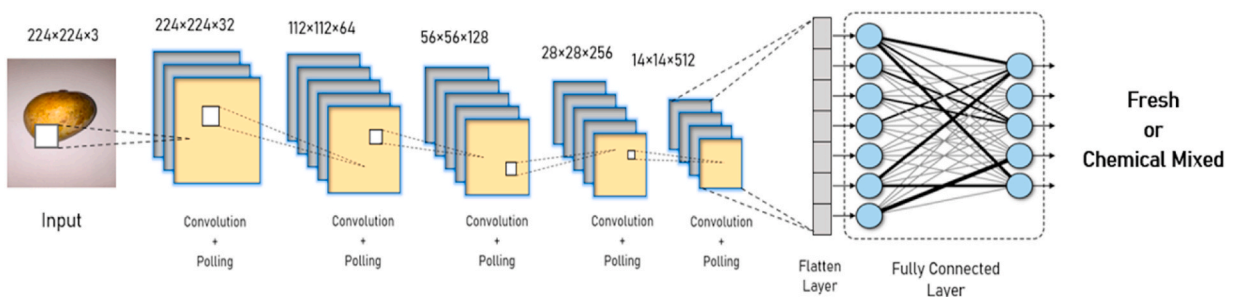 224×224×3
224×224×32
112×112×64
56×56×128
28×28×256
14×14×512
Input
Convolution
+
Polling
Convolution
+
Polling
Convolution
+
Polling
Convolution
+
Polling
Convolution
+
Polling
Flatten
Layer
Fully Connected
Layer
Fresh
or
Chemical Mixed